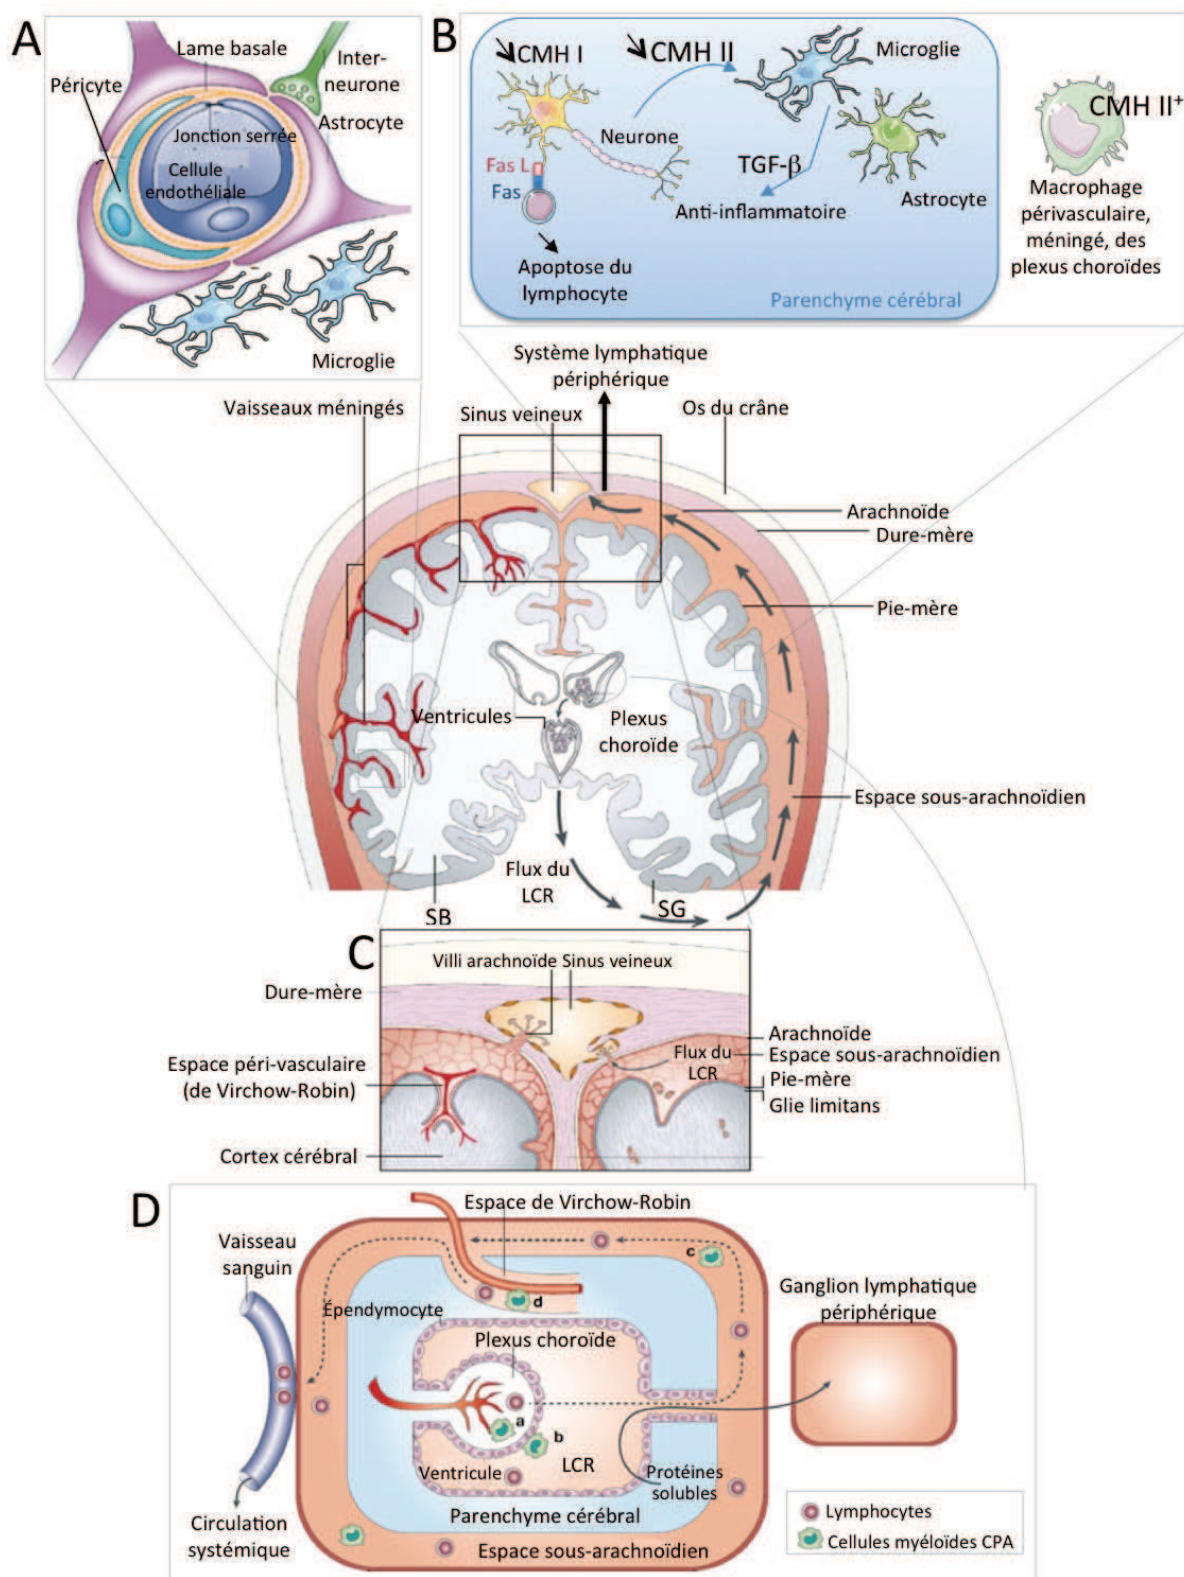 A
Lame basale
Inter-
neurone
Péricyte
Astrocyte
Jonction serrée
Cellule
endothéliale
Microglie
B
CMH I
CMH II
Microglie
CMH II+
Neurone
Fas L
Fas
TGF-β
Anti-inflammatoire
Astrocyte
Apoptose du
lymphocyte
Parenchyme cérébral
Macrophage
périvasculaire,
méningé, des
plexus choroïdes
Système lymphatique
périphérique
Vaisseaux méningés
Sinus veineux
Os du crâne
Arachnoïde
Dure-mère
Pie-mère
Ventricules
Plexus
choroïde
Espace sous-arachnoïdien
Flux du
LCR
SB
SG
C
Villi arachnoïde
Sinus veineux
Dure-mère
Arachnoïde
Flux du
LCR
Espace sous-arachnoïdien
Espace péri-vasculaire
(de Virchow-Robin)
Pie-mère
Glie limitans
Cortex cérébral
D
Espace de Virchow-Robin
Vaisseau
sanguin
c
Ganglion lymphatique
périphérique
d
Épendymocyte
Plexus choroïde
a
b
LCR
Ventricule
Protéines
solubles
Parenchyme cérébral
Circulation
systémique
Espace sous-arachnoïdien
Lymphocytes
Cellules myéloïdes CPA